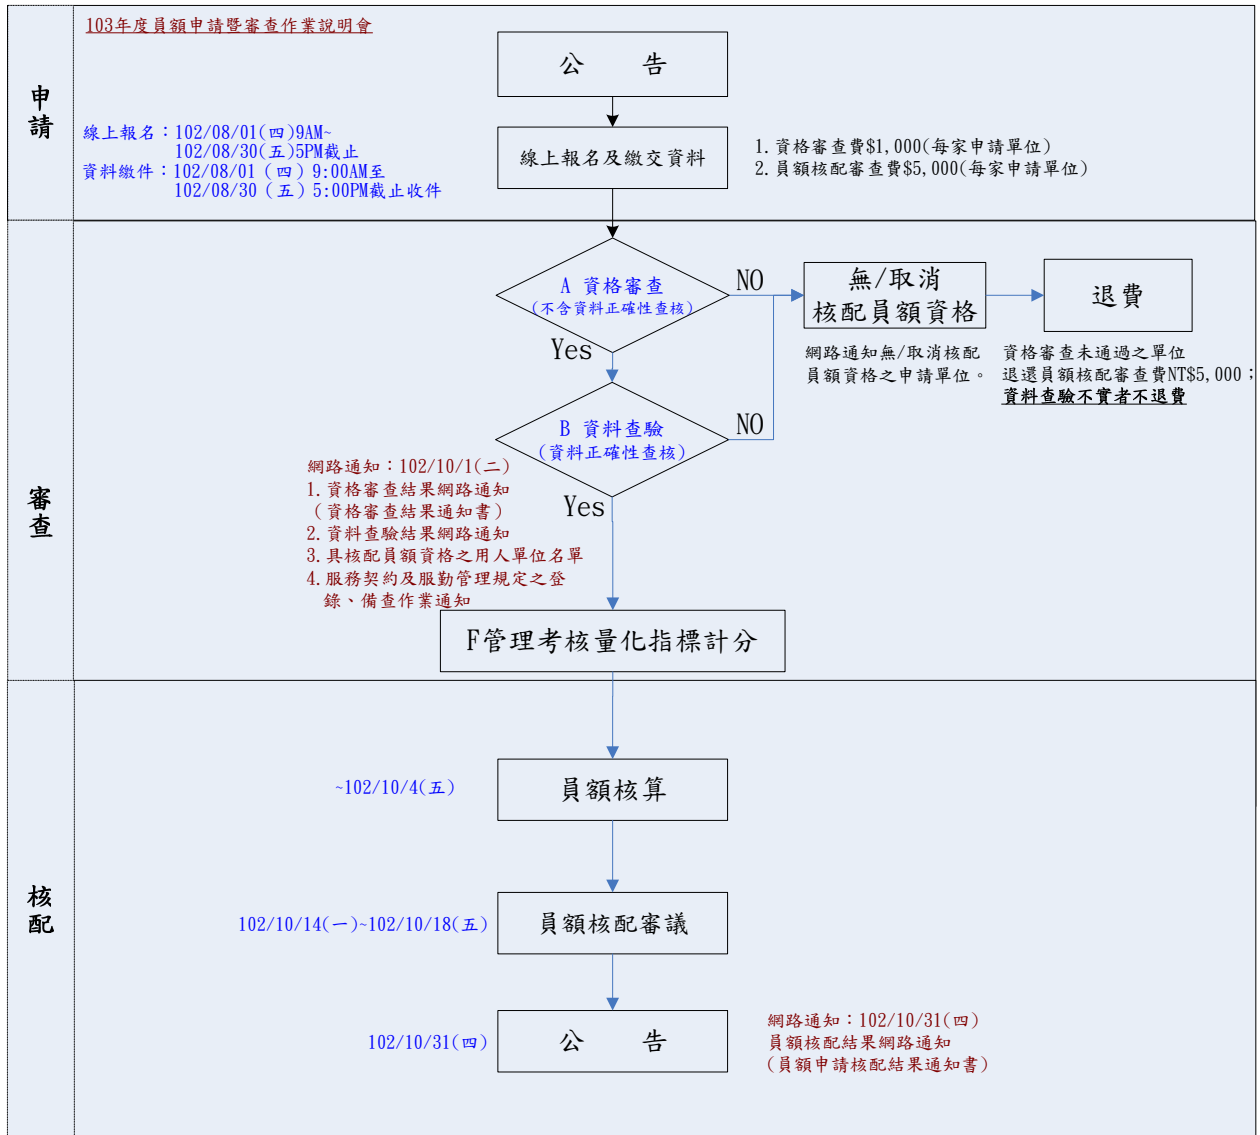 申
請
103年度員額申請暨審查作業說明會
公　　告
線上報名：102/08/01(四)9AM~
102/08/30(五)5PM截止
資料繳件：102/08/01（四）9:00AM至
102/08/30（五）5:00PM截止收件
線上報名及繳交資料
1.資格審查費$1,000(每家申請單位)
2.員額核配審查費$5,000(每家申請單位)
審
查
A 資格審查
(不含資料正確性查核)
NO
無/取消
核配員額資格
退費
Yes
網路通知無/取消核配
員額資格之申請單位。
資格審查未通過之單位
退還員額核配審查費NT$5,000；
資料查驗不實者不退費
B 資料查驗
(資料正確性查核)
NO
Yes
網路通知：102/10/1(二)
1.資格審查結果網路通知
（資格審查結果通知書）
2.資料查驗結果網路通知
3.具核配員額資格之用人單位名單
4.服務契約及服勤管理規定之登
錄、備查作業通知
F管理考核量化指標計分
核
配
~102/10/4(五)
員額核算
102/10/14(一)~102/10/18(五)
員額核配審議
102/10/31(四)
公　　告
網路通知：102/10/31(四)
員額核配結果網路通知
(員額申請核配結果通知書)